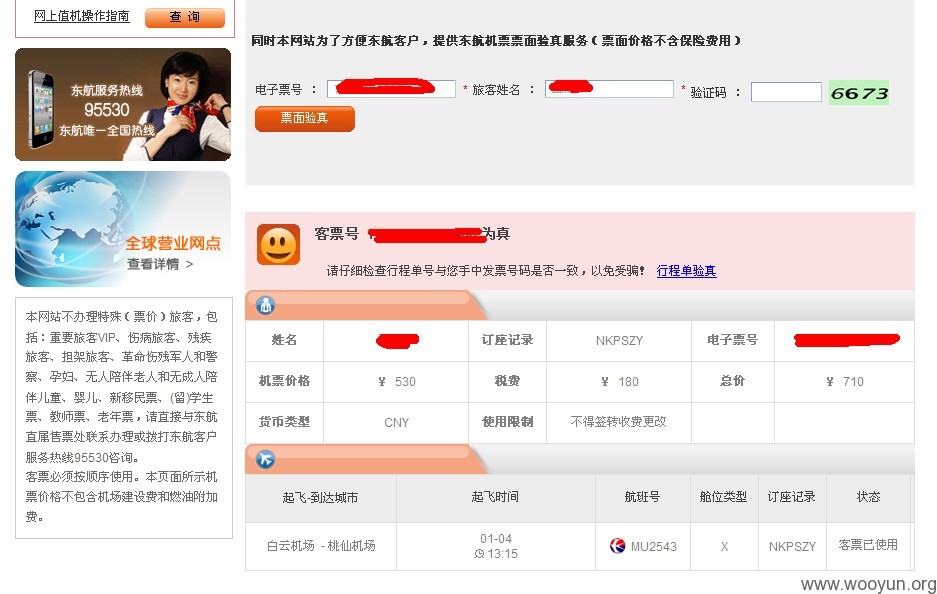 网上值机操作指南
查 询
东航服务热线
95530
东航唯一全国热线
全球营业网点
查看详情 >
本网站不办理特殊(票价)旅客，包
括：重要旅客VIP、伤病旅客、残疾
旅客、担架旅客、革命伤残军人和警
察、孕妇、无人陪伴老人和无成人陪
伴儿童、婴儿、新移民票、(留)学生
票、教师票、老年票，请直接与东航
直属售票处联系办理或拨打东航客户
服务热线95530咨询。
客票必须按顺序使用。本页面所示机
票价格不包含机场建设费和燃油附加
费。
同时本网站为了方便东航客户，提供东航机票票面验真服务(票面价格不含保险费用)
电子票号 ： * 旅客姓名 ： * 验证码 ： 6673
票面验真
客票号 为真
请仔细检查行程单号与您手中发票号码是否一致，以免受骗! 行程单验真
姓名 订座记录 NKPSZY 电子票号
机票价格 ¥ 530 税费 ¥ 180 总价 ¥ 710
货币类型 CNY 使用限制 不得签转收费更改
起飞-到达城市 起飞时间 航班号 舱位类型 订座记录 状态
白云机场 - 桃仙机场 01-04 13:15 MU2543 X NKPSZY 客票已使用
www.wooyun.org